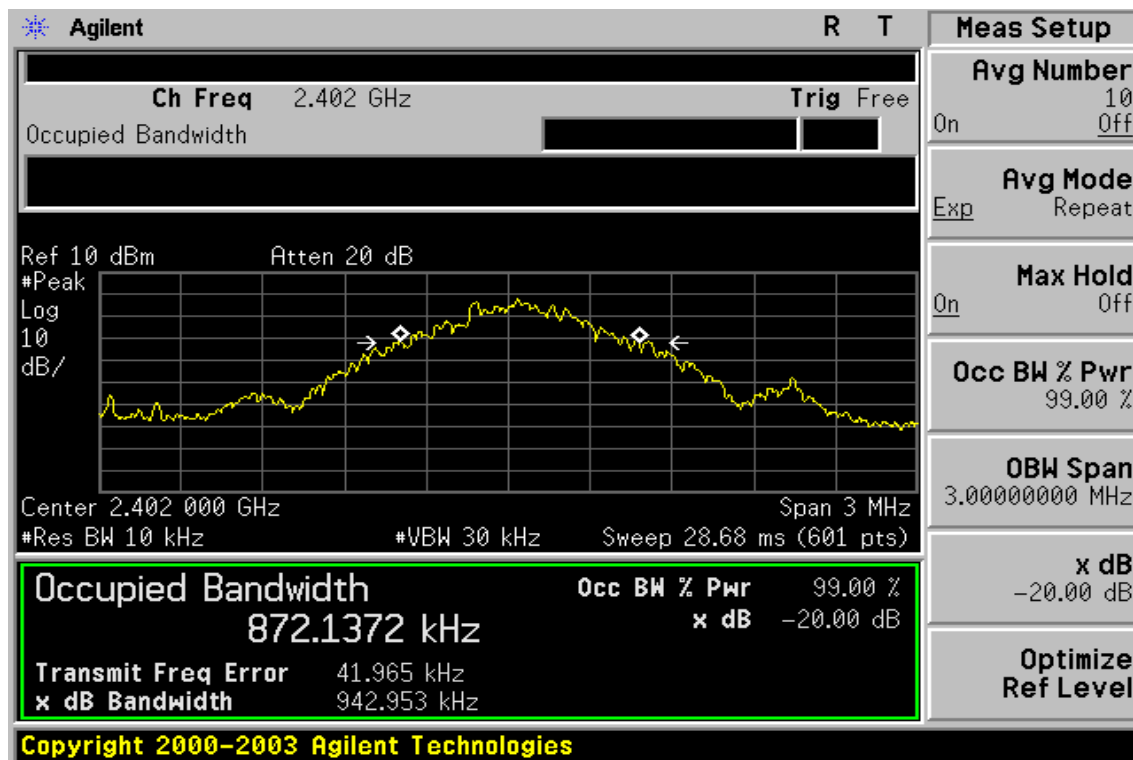 Agilent R T
Ch Freq 2.402 GHz Trig Free
Occupied Bandwidth
Ref 10 dBm Atten 20 dB
#Peak
Log
10
dB/
Center 2.402 000 GHz Span 3 MHz
#Res BW 10 kHz #VBW 30 kHz Sweep 28.68 ms (601 pts)
Occupied Bandwidth
872.1372 kHz
Occ BW % Pwr 99.00 %
x dB -20.00 dB
Transmit Freq Error 41.965 kHz
x dB Bandwidth 942.953 kHz
Copyright 2000-2003 Agilent Technologies
Meas Setup
Avg Number
10
On Off
Avg Mode
Exp Repeat
Max Hold
On Off
Occ BW % Pwr
99.00 %
OBW Span
3.00000000 MHz
x dB
-20.00 dB
Optimize
Ref Level